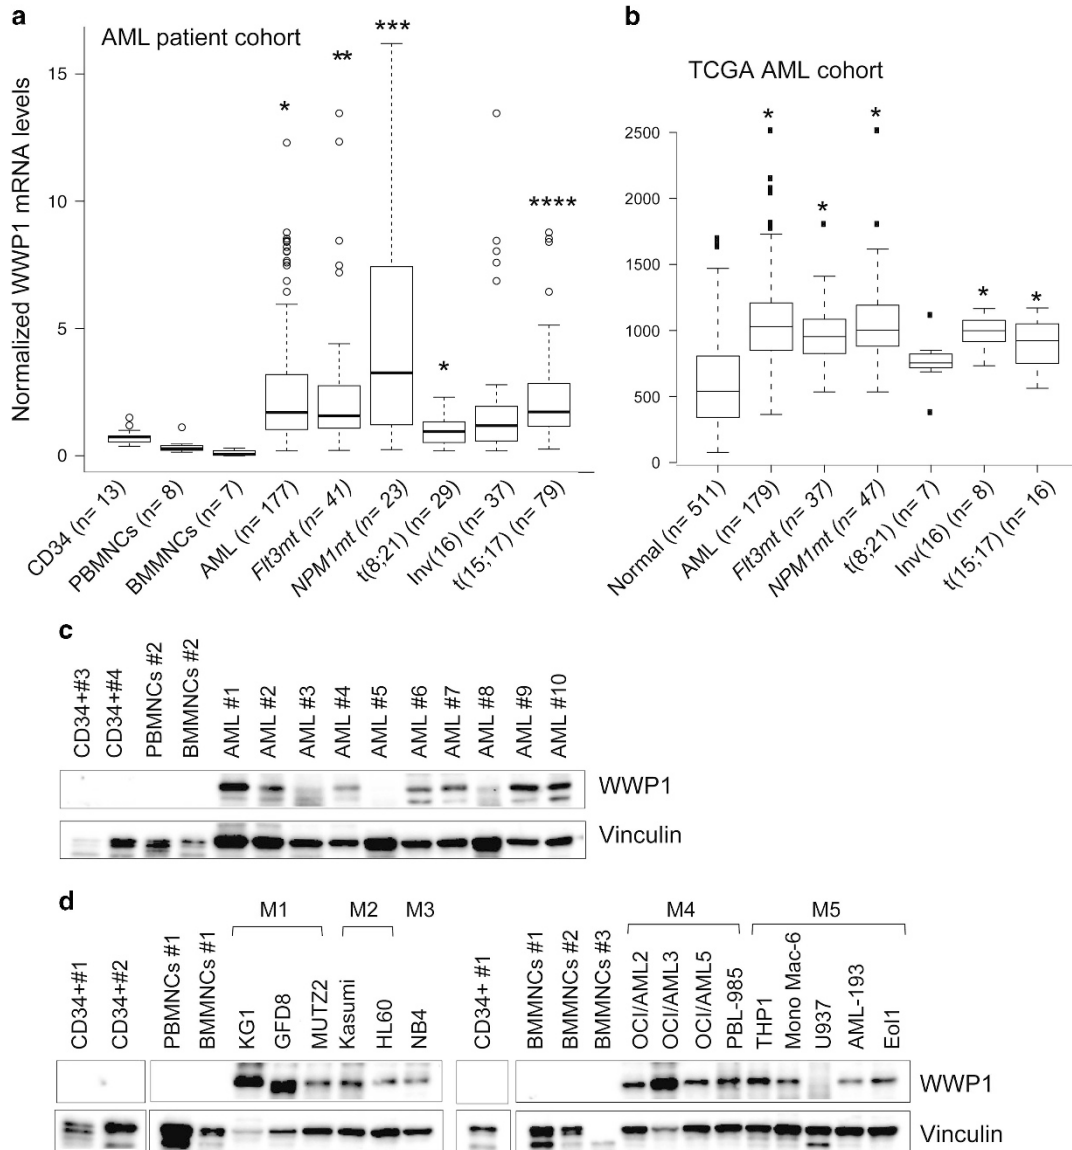 a
AML patient cohort
Normalized WWP1 mRNA levels
15
10
5
0
*
**
***
*
****
CD34 (n= 13)
PBMNCs (n= 8)
BMMNCs (n= 7)
AML (n= 177)
Flt3mt (n= 41)
NPM1mt (n= 23)
t(8;21) (n= 29)
Inv(16) (n= 37)
t(15;17) (n= 79)
b
TCGA AML cohort
2500
2000
1500
1000
500
0
*
*
*
*
*
Normal (n= 511)
AML (n= 179)
Flt3mt (n= 37)
NPM1mt (n= 47)
t(8;21) (n= 7)
Inv(16) (n= 8)
t(15;17) (n= 16)
c
CD34+#3
CD34+#4
PBMNCs #2
BMMNCs #2
AML #1
AML #2
AML #3
AML #4
AML #5
AML #6
AML #7
AML #8
AML #9
AML #10
WWP1
Vinculin
d
M1
M2
M3
CD34+#1
CD34+#2
PBMNCs #1
BMMNCs #1
KG1
GFD8
MUTZ2
Kasumi
HL60
NB4
M4
M5
CD34+ #1
BMMNCs #1
BMMNCs #2
BMMNCs #3
OCI/AML2
OCI/AML3
OCI/AML5
PBL-985
THP1
Mono Mac-6
U937
AML-193
Eol1
WWP1
Vinculin